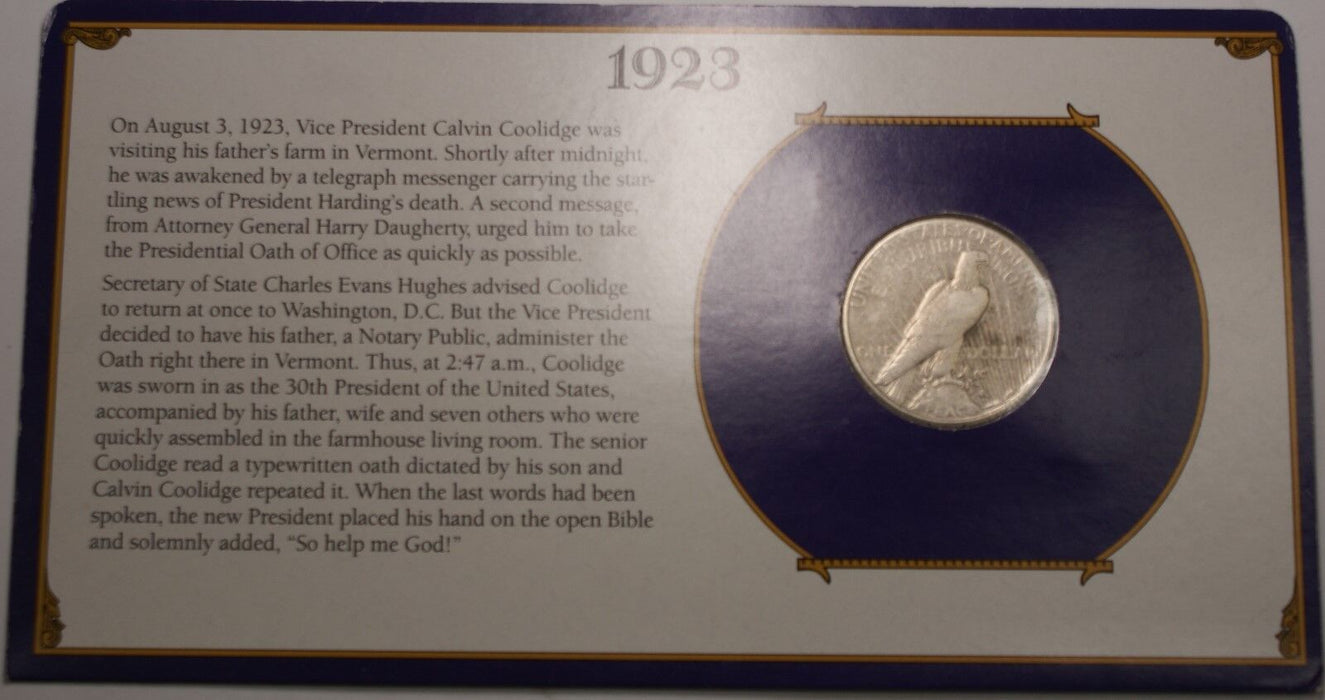 1923
On August 3, 1923, Vice President Calvin Coolidge was
visiting his father's farm in Vermont. Shortly after midnight,
he was awakened by a telegraph messenger carrying the star-
tling news of President Harding's death. A second message,
from Attorney General Harry Daugherty, urged him to take
the Presidential Oath of Office as quickly as possible.
Secretary of State Charles Evans Hughes advised Coolidge
to return at once to Washington, D.C. But the Vice President
decided to have his father, a Notary Public, administer the
Oath right there in Vermont. Thus, at 2:47 a.m., Coolidge
was sworn in as the 30th President of the United States,
accompanied by his father, wife and seven others who were
quickly assembled in the farmhouse living room. The senior
Coolidge read a typewritten oath dictated by his son and
Calvin Coolidge repeated it. When the last words had been
spoken, the new President placed his hand on the open Bible
and solemnly added, "So help me God!"
ONE DOLLAR